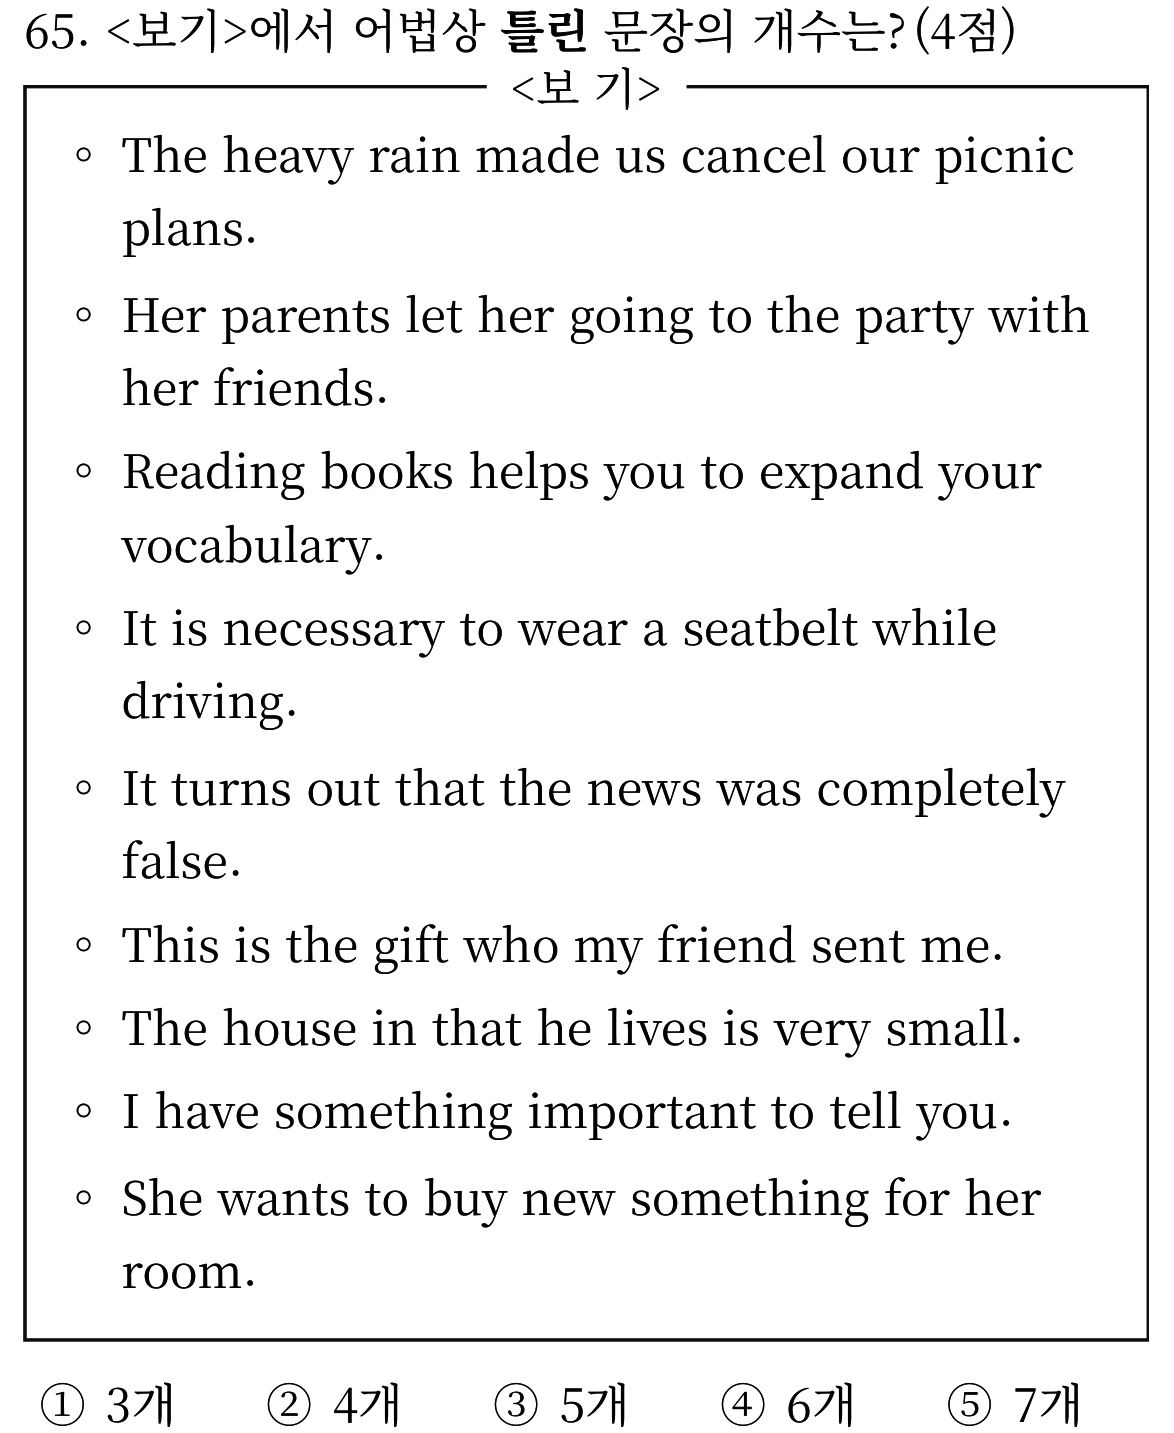 65. <보기>에서 어법상 틀린 문장의 개수는?(4점)
<보 기>
◦ The heavy rain made us cancel our picnic
plans.
◦ Her parents let her going to the party with
her friends.
◦ Reading books helps you to expand your
vocabulary.
◦ It is necessary to wear a seatbelt while
driving.
◦ It turns out that the news was completely
false.
◦ This is the gift who my friend sent me.
◦ The house in that he lives is very small.
◦ I have something important to tell you.
◦ She wants to buy new something for her
room.
① 3개 ② 4개 ③ 5개 ④ 6개 ⑤ 7개